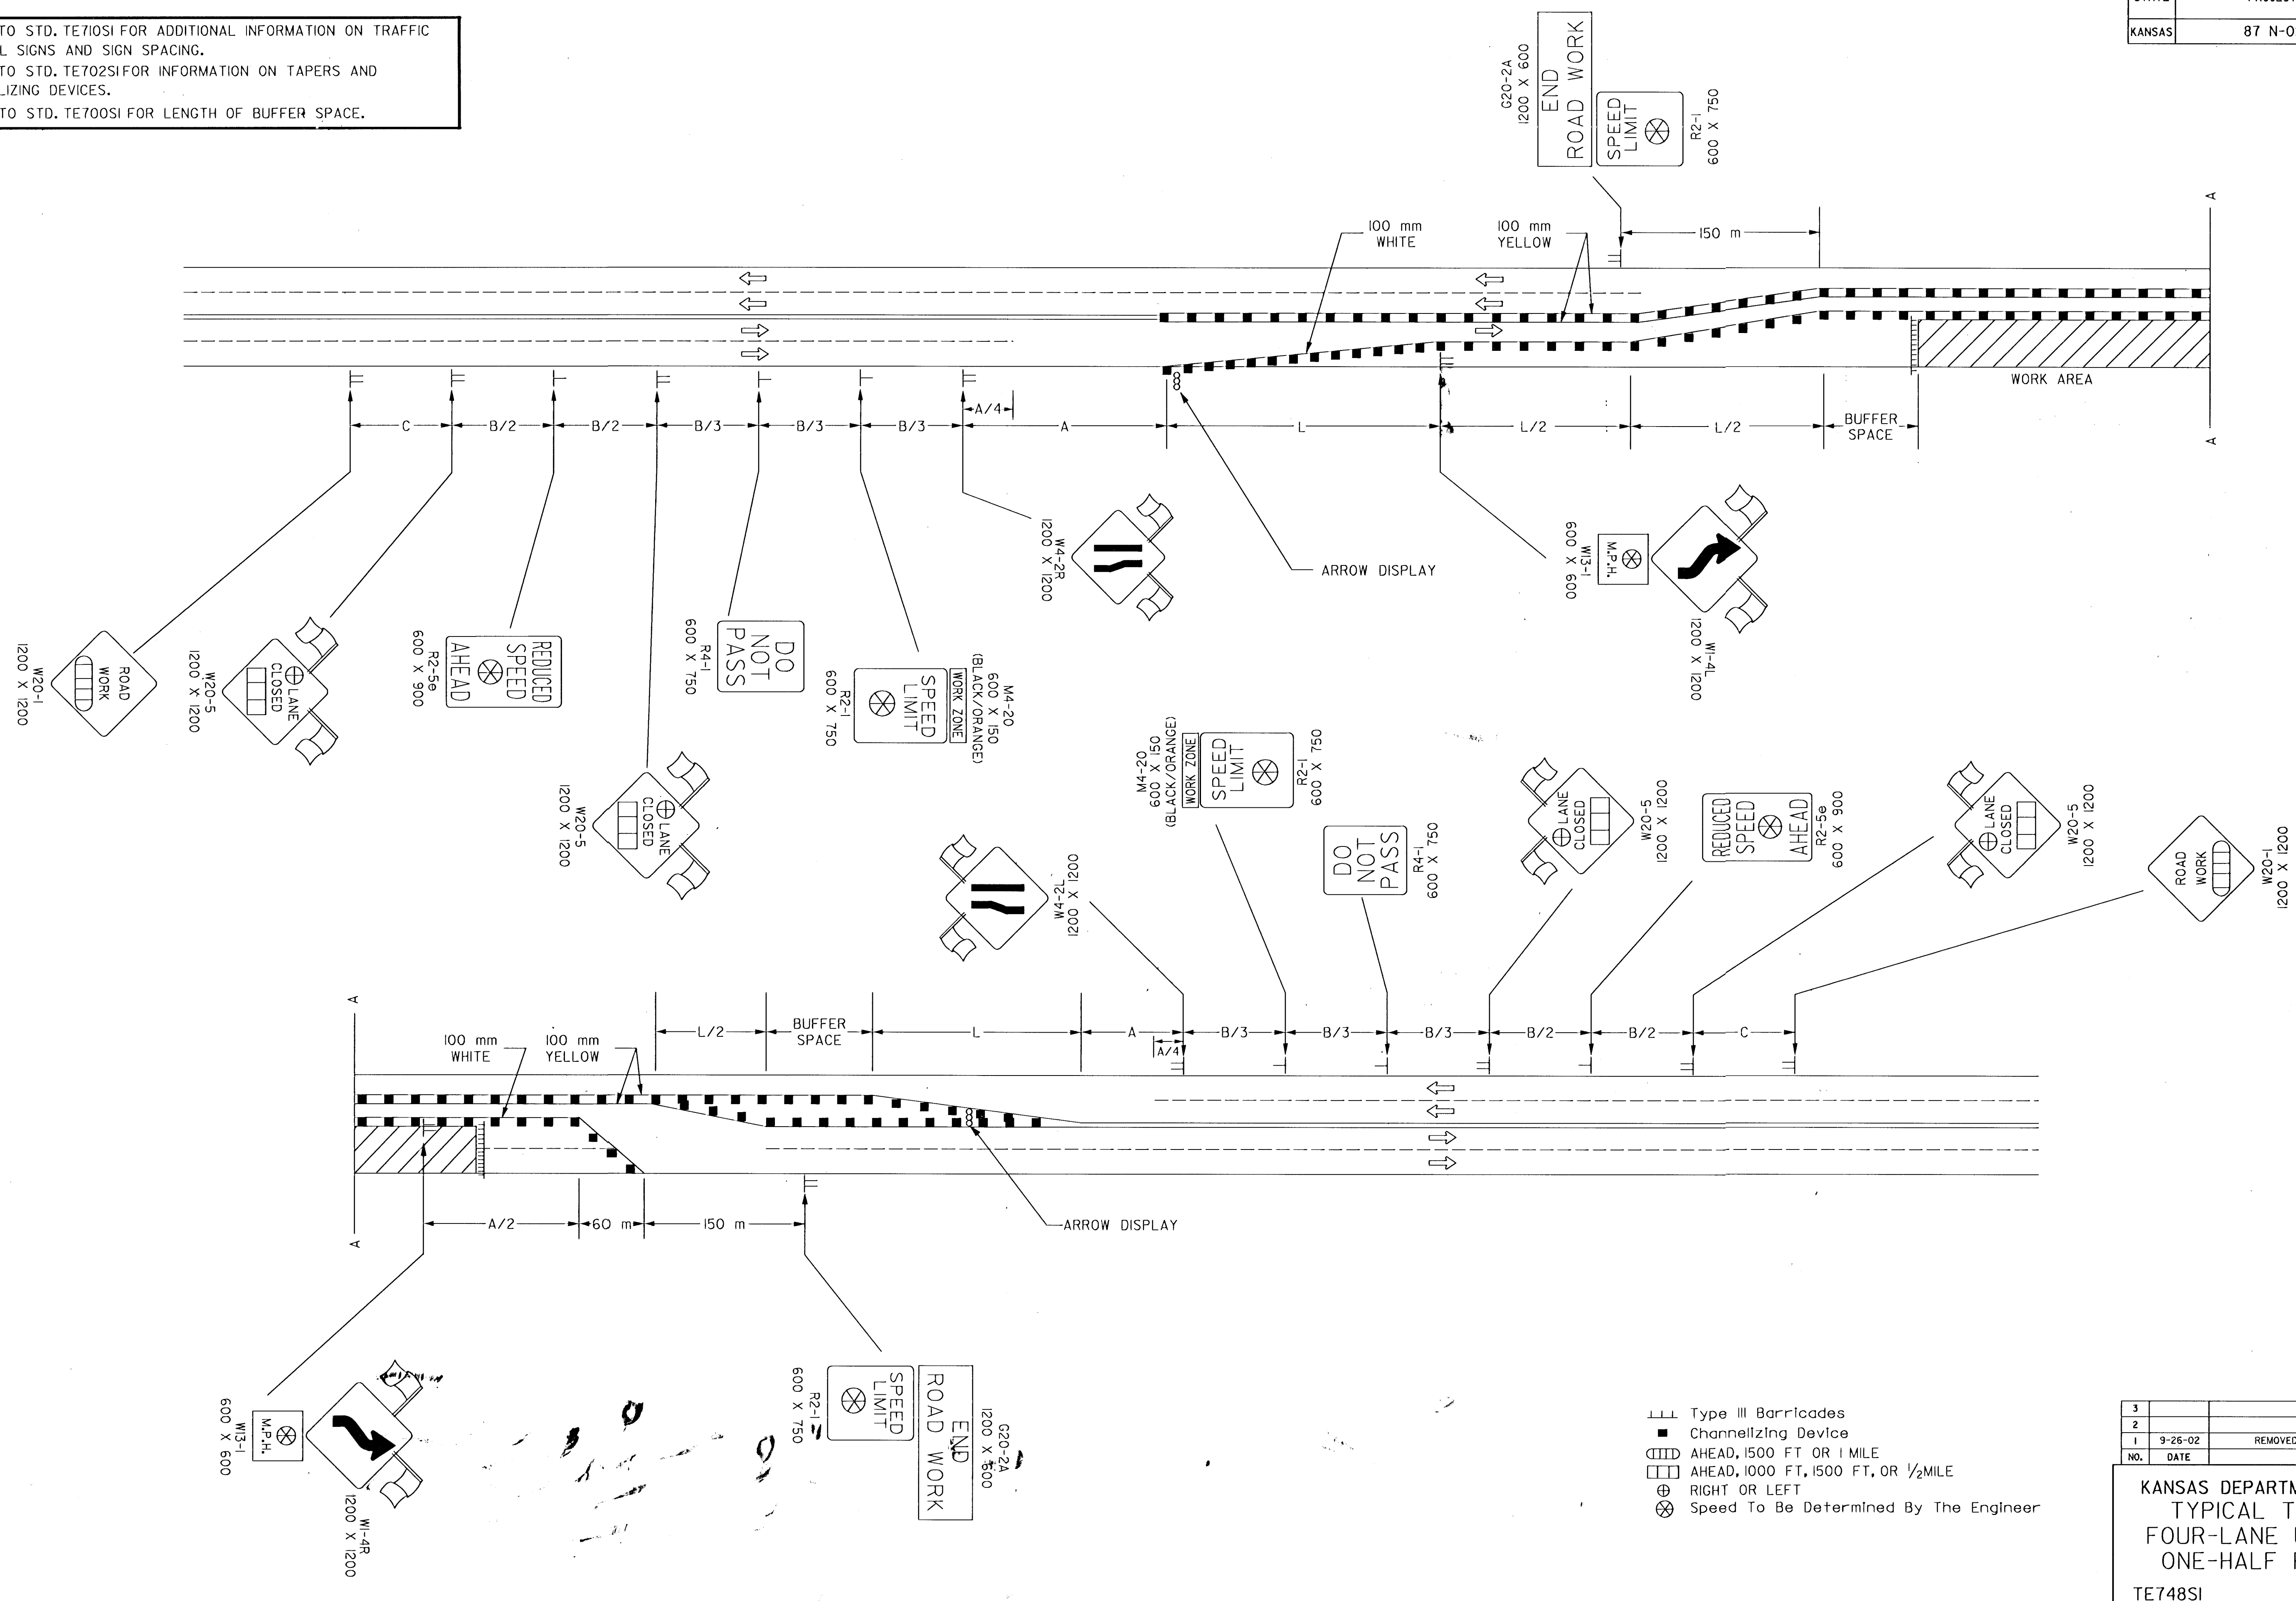 TO STD. TE710SI FOR ADDITIONAL INFORMATION ON TRAFFIC
L SIGNS AND SIGN SPACING.
TO STD. TE702SI FOR INFORMATION ON TAPERS AND
LIZING DEVICES.
TO STD. TE700SI FOR LENGTH OF BUFFER SPACE.
KANSAS 87 N-0
G20-2A
1200 X 600
END
ROAD WORK
SPEED
LIMIT
R2-1
600 X 750
A
100 mm
WHITE
100 mm
YELLOW
150 m
WORK AREA
A/4
C
B/2
B/2
B/3
B/3
B/3
A
L
L/2
L/2
BUFFER
SPACE
A
ROAD
WORK
W20-1
1200 X 1200
LANE
CLOSED
W20-5
1200 X 1200
REDUCED
SPEED
AHEAD
R2-5e
600 X 900
LANE
CLOSED
W20-5
1200 X 1200
DO
NOT
PASS
R4-1
600 X 750
M4-20
600 X 150
(BLACK/ORANGE)
WORK ZONE
SPEED
LIMIT
R2-1
600 X 750
W4-2R
1200 X 1200
ARROW DISPLAY
M.P.H.
W13-1
600 X 600
W1-4L
1200 X 1200
W4-2L
1200 X 1200
M4-20
600 X 150
(BLACK/ORANGE)
WORK ZONE
SPEED
LIMIT
R2-1
600 X 750
DO
NOT
PASS
R4-1
600 X 750
LANE
CLOSED
W20-5
1200 X 1200
REDUCED
SPEED
AHEAD
R2-5e
600 X 900
LANE
CLOSED
W20-5
1200 X 1200
ROAD
WORK
W20-1
1200 X 1200
A
100 mm
WHITE
100 mm
YELLOW
L/2
BUFFER
SPACE
L
A
A/4
B/3
B/3
B/3
B/2
B/2
C
A
A/2
60 m
150 m
ARROW DISPLAY
M.P.H.
W13-1
600 X 600
W1-4R
1200 X 1200
SPEED
LIMIT
R2-1
600 X 750
END
ROAD WORK
G20-2A
1200 X 600
Type III Barricades
Channelizing Device
AHEAD, 1500 FT OR 1 MILE
AHEAD, 1000 FT, 1500 FT, OR 1/2 MILE
RIGHT OR LEFT
Speed To Be Determined By The Engineer
3
2
1 9-26-02 REMOVED
NO. DATE
KANSAS DEPARTM
TYPICAL T
FOUR-LANE
ONE-HALF
TE748SI